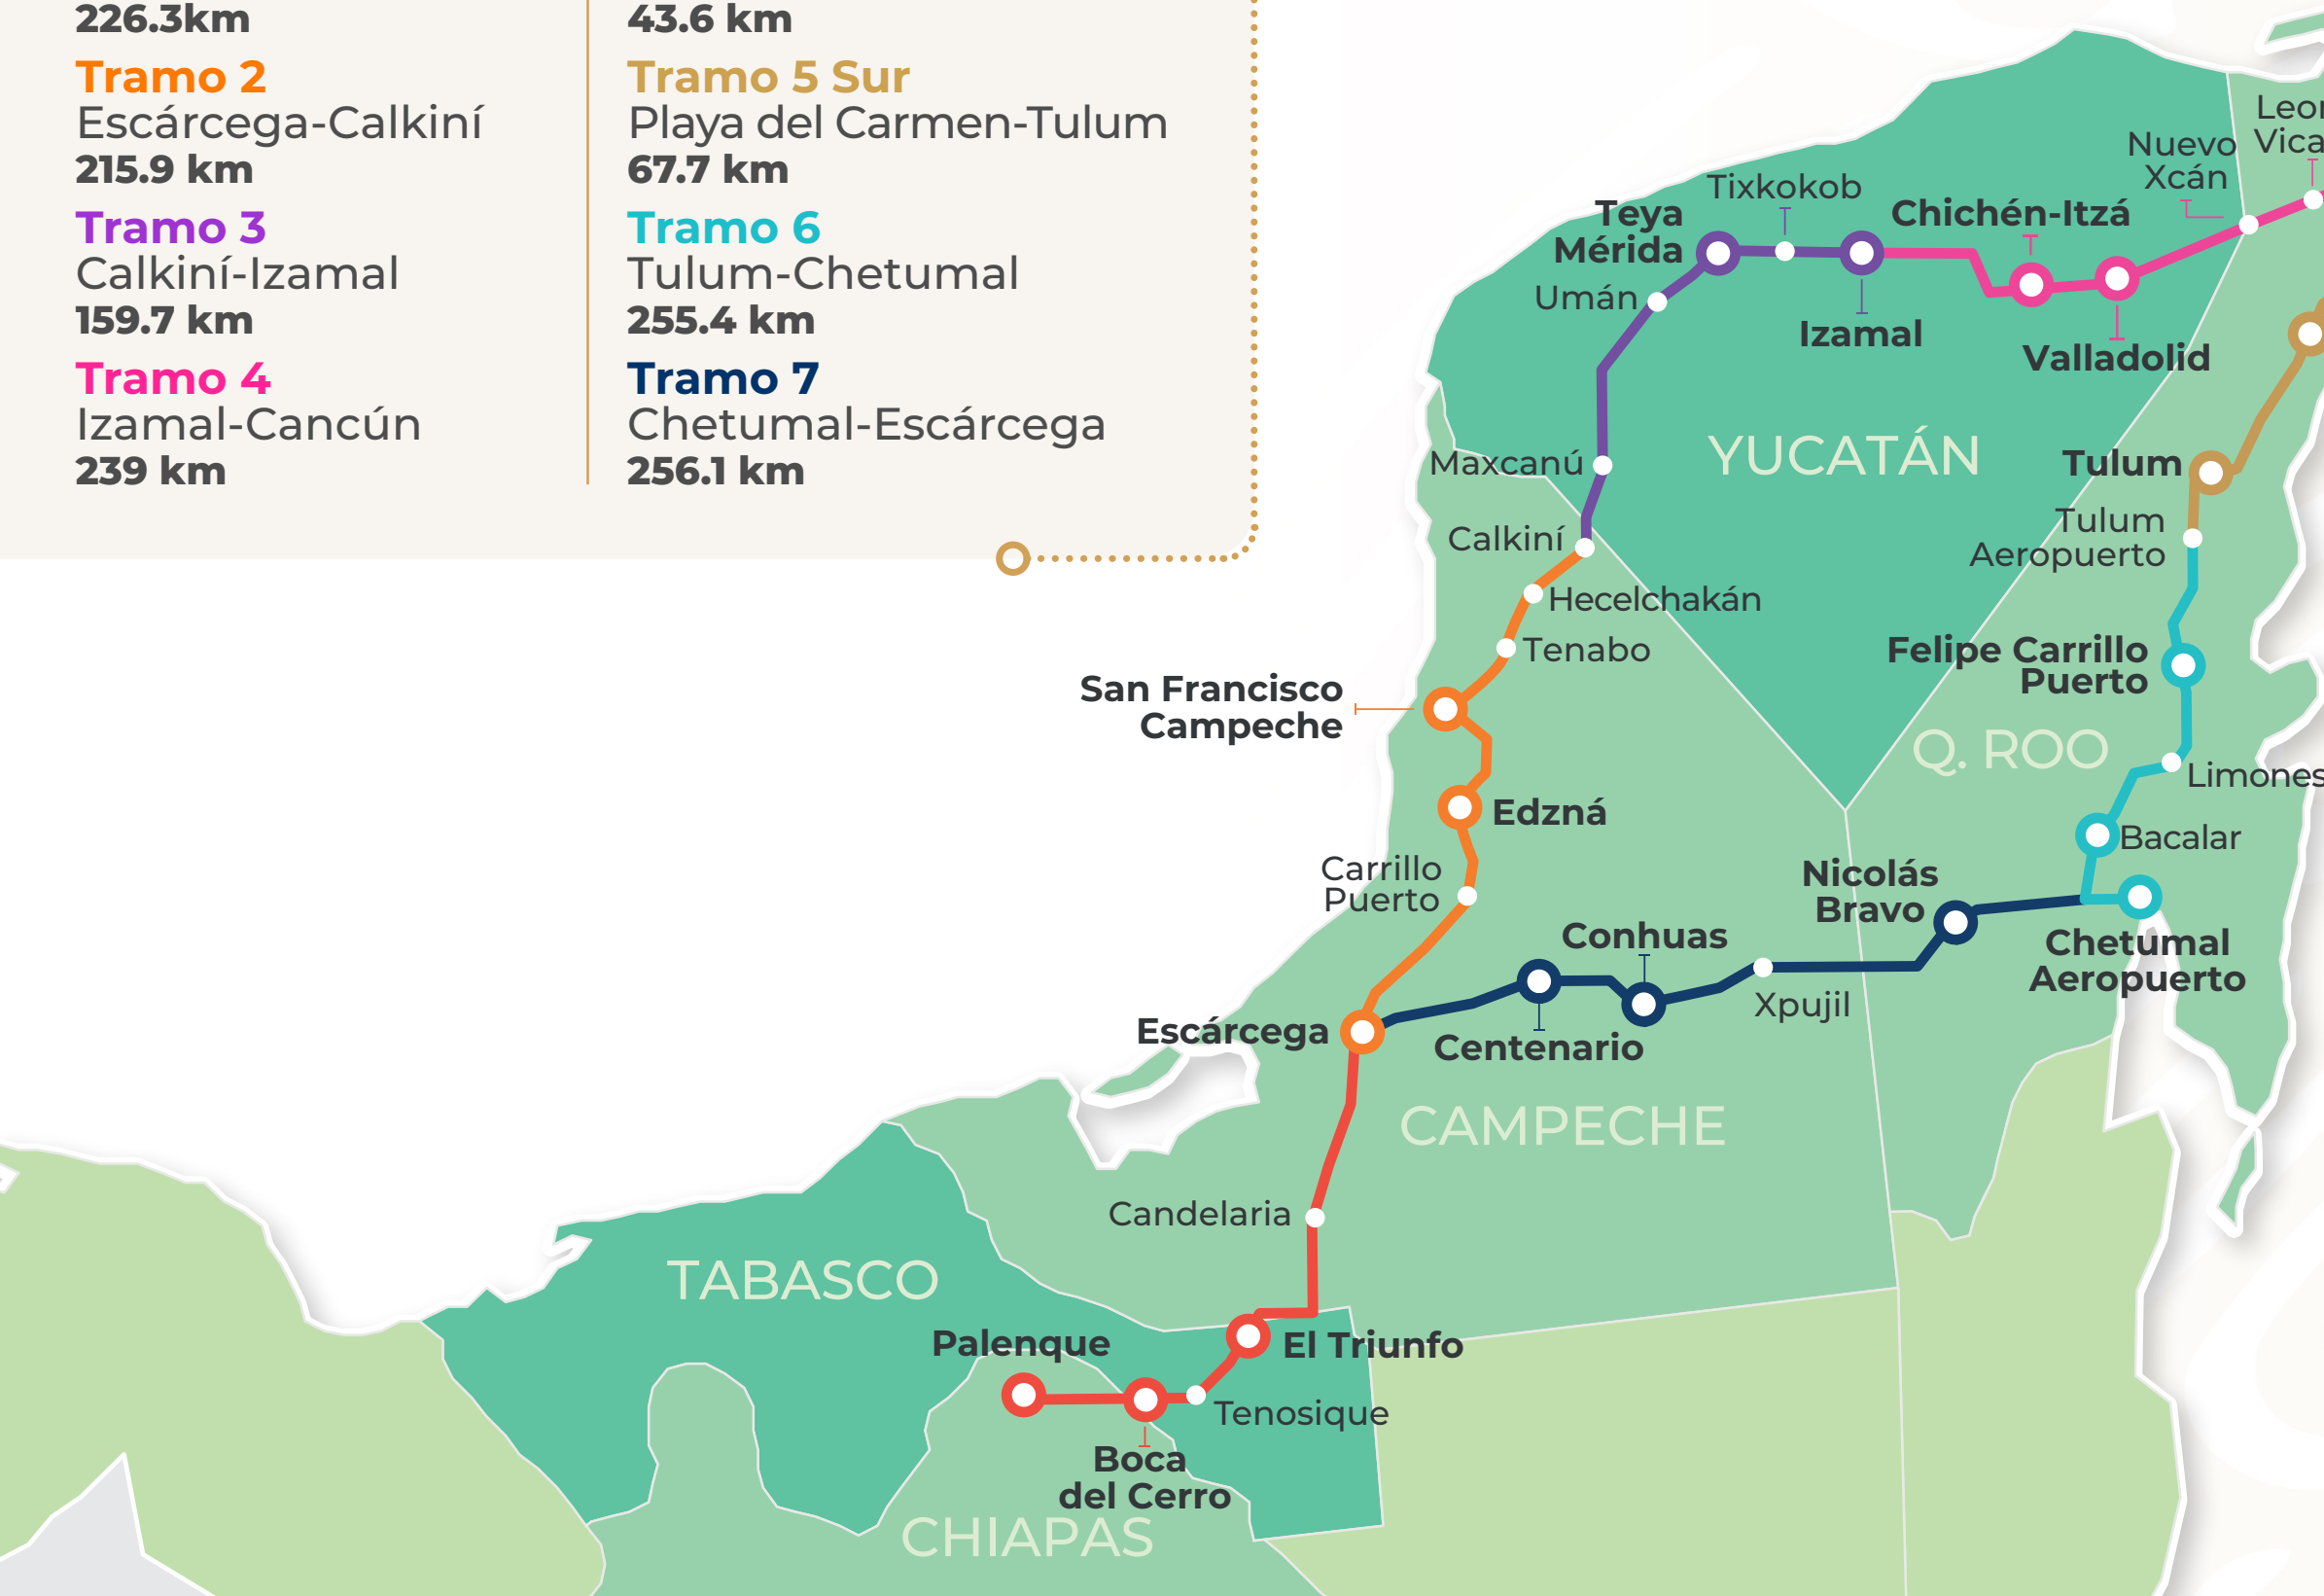 226.3km
Tramo 2
Escárcega-Calkiní
215.9 km
Tramo 3
Calkiní-Izamal
159.7 km
Tramo 4
Izamal-Cancún
239 km
43.6 km
Tramo 5 Sur
Playa del Carmen-Tulum
67.7 km
Tramo 6
Tulum-Chetumal
255.4 km
Tramo 7
Chetumal-Escárcega
256.1 km
Nuevo
Xcán
Tixkokob
Teya
Mérida
Chichén-Itzá
Umán
Izamal
Valladolid
YUCATÁN
Maxcanú
Tulum
Tulum
Aeropuerto
Calkiní
Hecelchakán
Tenabo
Felipe Carrillo
Puerto
San Francisco
Campeche
Q. ROO
Limones
Edzná
Bacalar
Carrillo
Puerto
Nicolás
Bravo
Conhuas
Chetumal
Aeropuerto
Xpujil
Escárcega
Centenario
CAMPECHE
Candelaria
TABASCO
Palenque
El Triunfo
Tenosique
Boca
del Cerro
CHIAPAS